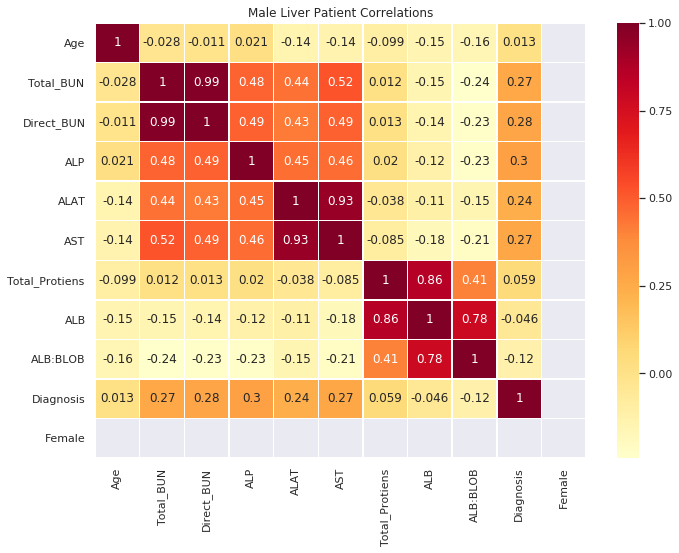 Male Liver Patient Correlations
Age 1 -0.028 -0.011 0.021 -0.14 -0.14 -0.099 -0.15 -0.16 0.013
Total_BUN -0.028 1 0.99 0.48 0.44 0.52 0.012 -0.15 -0.24 0.27
Direct_BUN -0.011 0.99 1 0.49 0.43 0.49 0.013 -0.14 -0.23 0.28
ALP 0.021 0.48 0.49 1 0.45 0.46 0.02 -0.12 -0.23 0.3
ALAT -0.14 0.44 0.43 0.45 1 0.93 -0.038 -0.11 -0.15 0.24
AST -0.14 0.52 0.49 0.46 0.93 1 -0.085 -0.18 -0.21 0.27
Total_Protiens -0.099 0.012 0.013 0.02 -0.038 -0.085 1 0.86 0.41 0.059
ALB -0.15 -0.15 -0.14 -0.12 -0.11 -0.18 0.86 1 0.78 -0.046
ALB:BLOB -0.16 -0.24 -0.23 -0.23 -0.15 -0.21 0.41 0.78 1 -0.12
Diagnosis 0.013 0.27 0.28 0.3 0.24 0.27 0.059 -0.046 -0.12 1
Female
Age Total_BUN Direct_BUN ALP ALAT AST Total_Protiens ALB ALB:BLOB Diagnosis Female
1.00
0.75
0.50
0.25
0.00